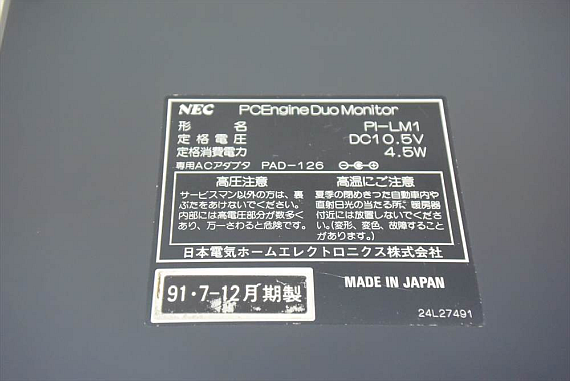 NEC PCEngine Duo Monitor
形名 PI-LM1
定格電圧 DC10.5V
定格消費電力 4.5W
専用ACアダプタ PAD-126
高圧注意
サービスマン以外の方は、裏
ぶたをあけないでください。
内部には高電圧部分が数多く
あり、万一さわると危険です。
高温にご注意
夏季の閉めきった自動車内や
直射日光の当たる所、暖房器
付近には放置しないでくださ
い。(変形、変色、故障すること
があります。)
日本電気ホームエレクトロニクス株式会社
91・7-12月期製
MADE IN JAPAN
24L27491